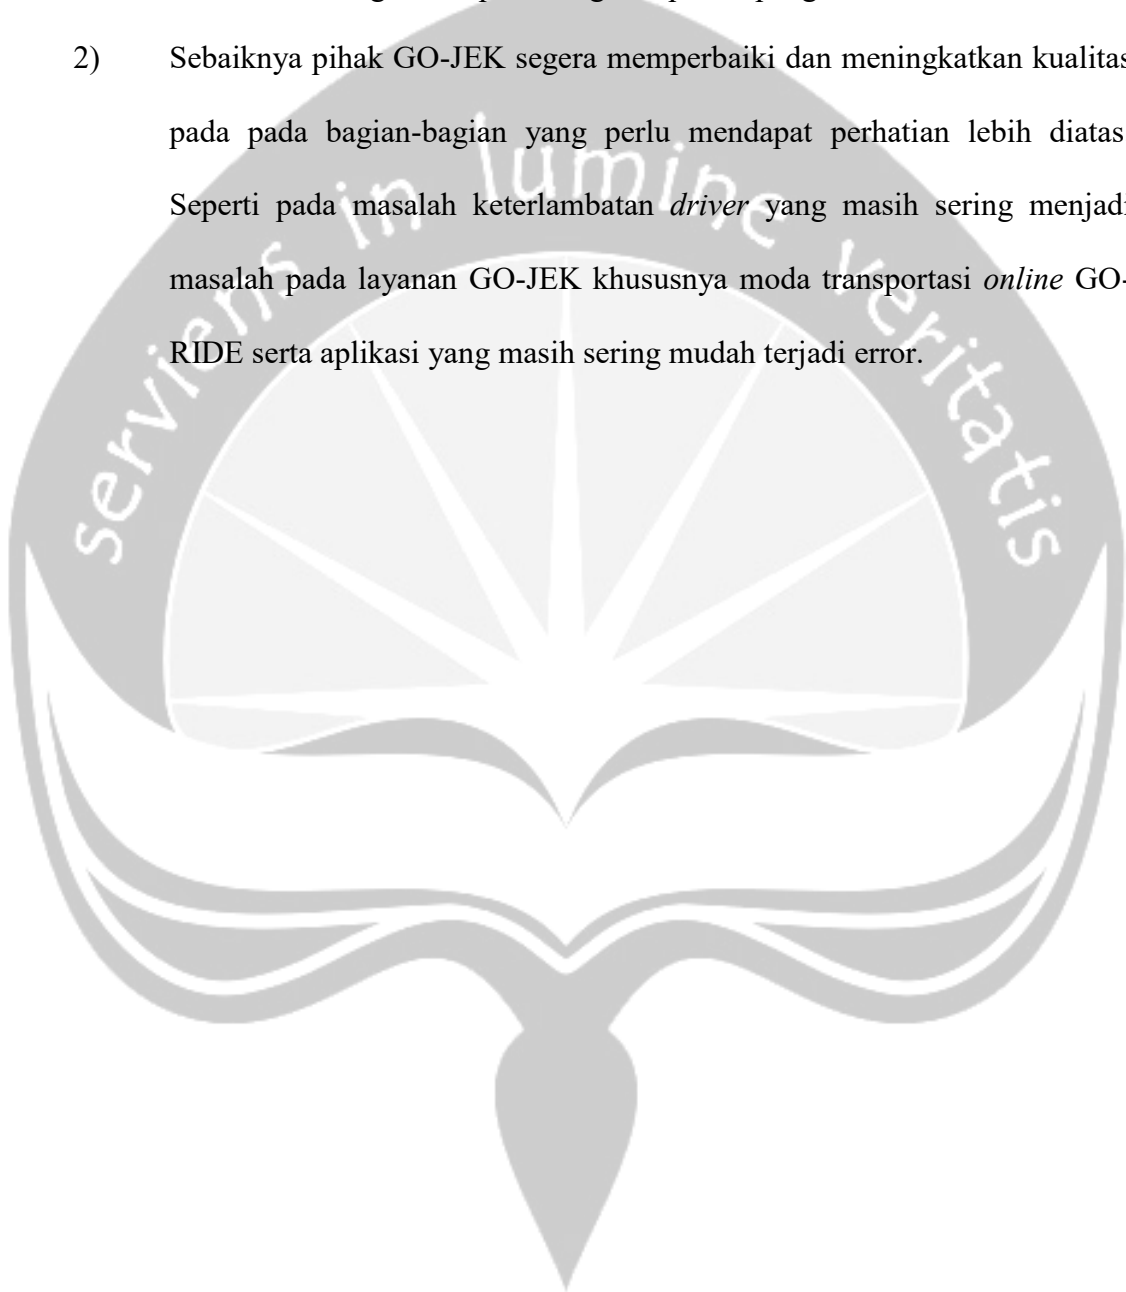 2) Sebaiknya pihak GO-JEK segera memperbaiki dan meningkatkan kualitas
pada pada bagian-bagian yang perlu mendapat perhatian lebih diatas
Seperti pada masalah keterlambatan driver yang masih sering menjadi
masalah pada layanan GO-JEK khususnya moda transportasi online GO-
RIDE serta aplikasi yang masih sering mudah terjadi error.
serviens in lumine veritatis